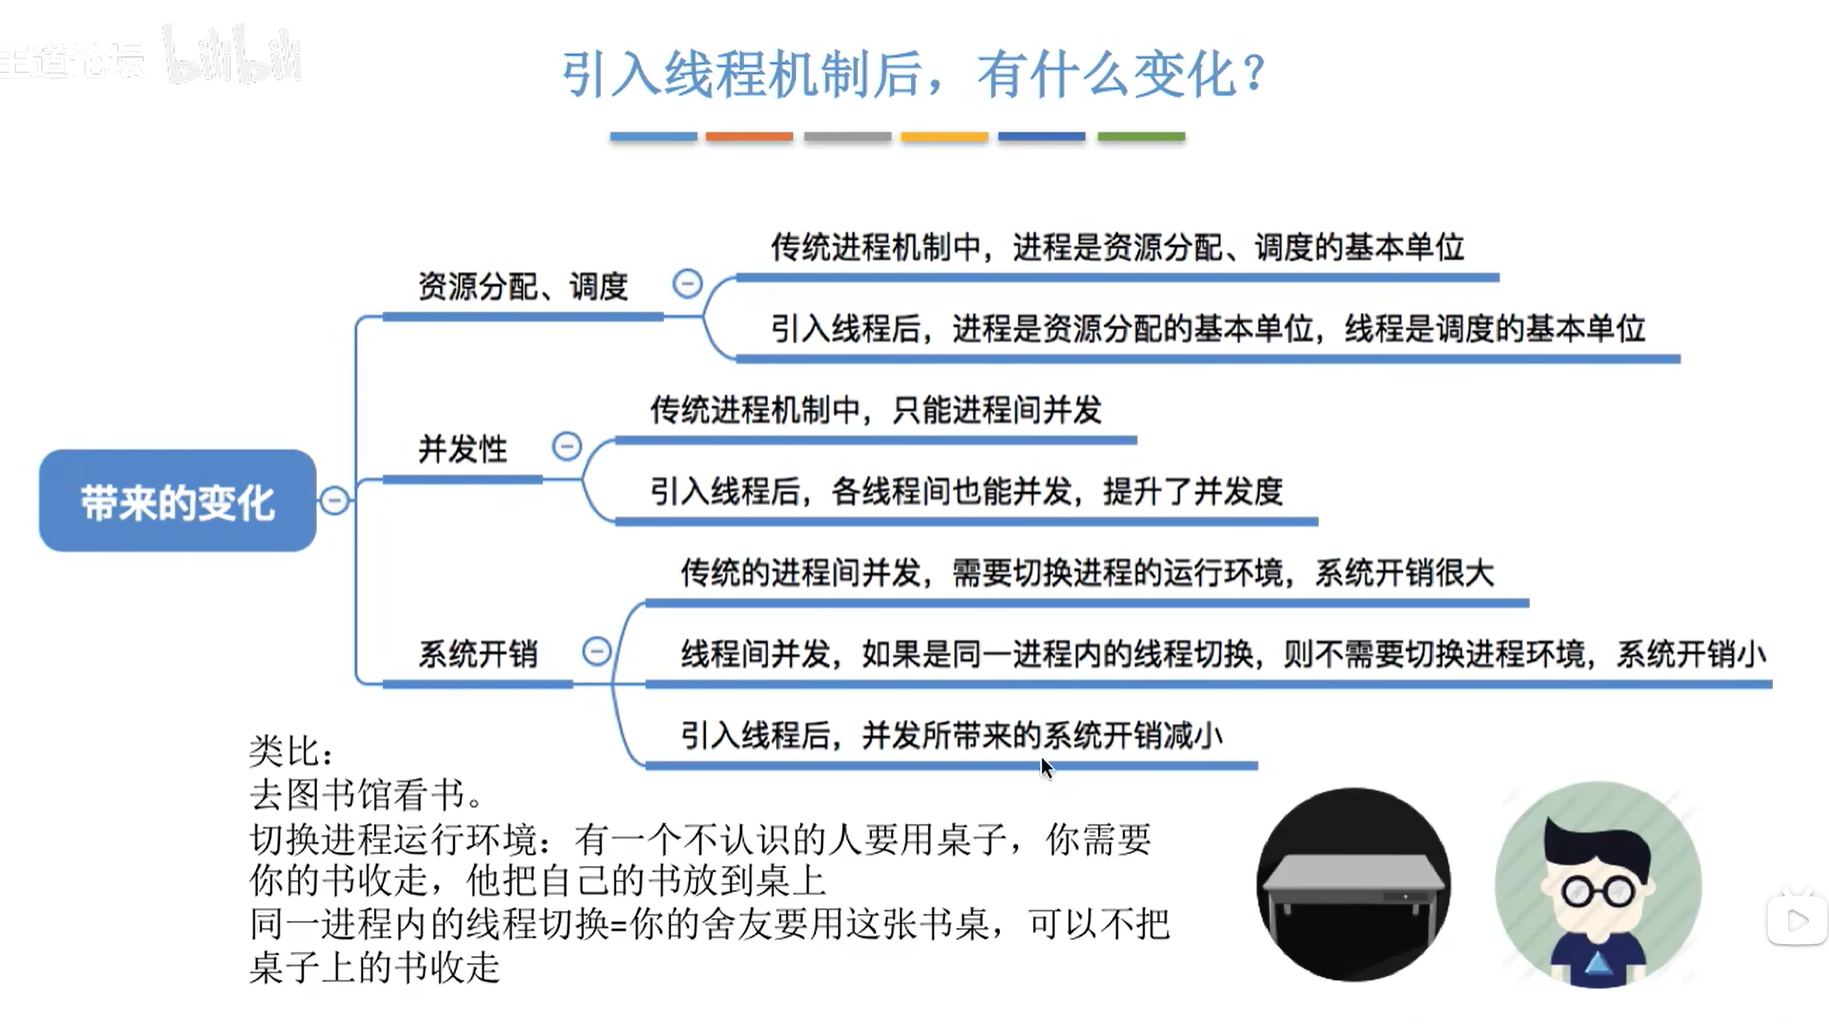 王道论坛 bilibili
引入线程机制后，有什么变化？
传统进程机制中，进程是资源分配、调度的基本单位
资源分配、调度
引入线程后，进程是资源分配的基本单位，线程是调度的基本单位
传统进程机制中，只能进程间并发
并发性
引入线程后，各线程间也能并发，提升了并发度
带来的变化
传统的进程间并发，需要切换进程的运行环境，系统开销很大
系统开销
线程间并发，如果是同一进程内的线程切换，则不需要切换进程环境，系统开销小
引入线程后，并发所带来的系统开销减小
类比：
去图书馆看书。
切换进程运行环境：有一个不认识的人要用桌子，你需要
你的书收走，他把自己的书放到桌上
同一进程内的线程切换=你的舍友要用这张书桌，可以不把
桌子上的书收走